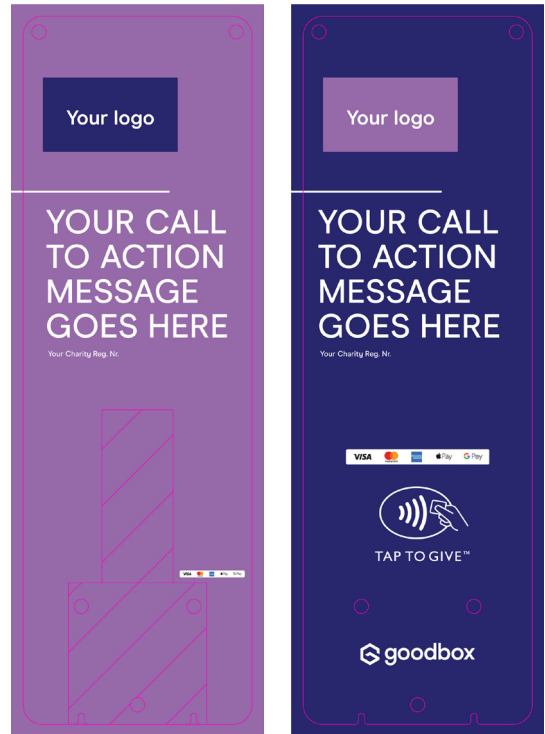 Your logo
YOUR CALL
TO ACTION
MESSAGE
GOES HERE
Your Charity Reg. Nr.
VISA Pay G Pay
Your logo
YOUR CALL
TO ACTION
MESSAGE
GOES HERE
Your Charity Reg. Nr.
VISA Pay G Pay
TAP TO GIVE™
goodbox